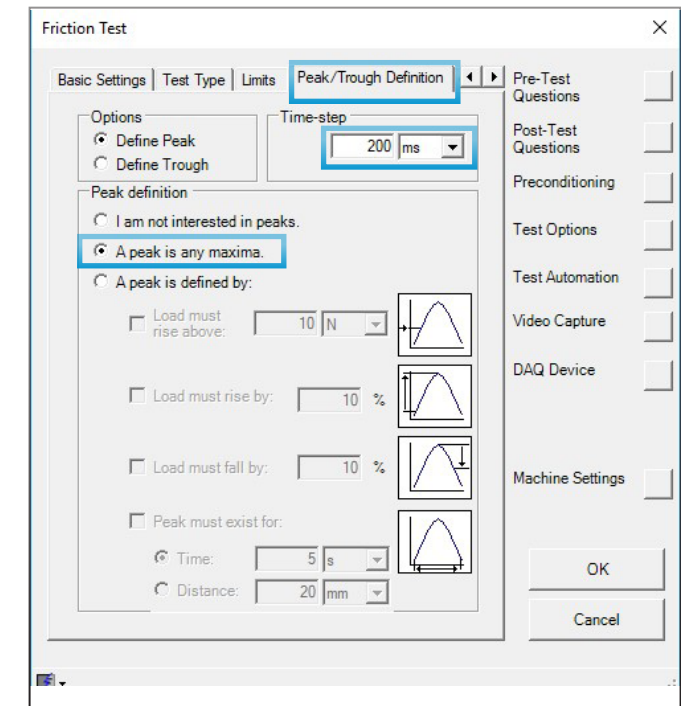 Friction Test
Basic Settings Test Type Limits Peak/Trough Definition
Options
Define Peak
Define Trough
Time-step
200 ms
Peak definition
I am not interested in peaks.
A peak is any maxima.
A peak is defined by:
Load must
rise above: 10 N
Load must rise by: 10 %
Load must fall by: 10 %
Peak must exist for:
Time: 5 s
Distance: 20 mm
Pre-Test
Questions
Post-Test
Questions
Preconditioning
Test Options
Test Automation
Video Capture
DAQ Device
Machine Settings
OK
Cancel